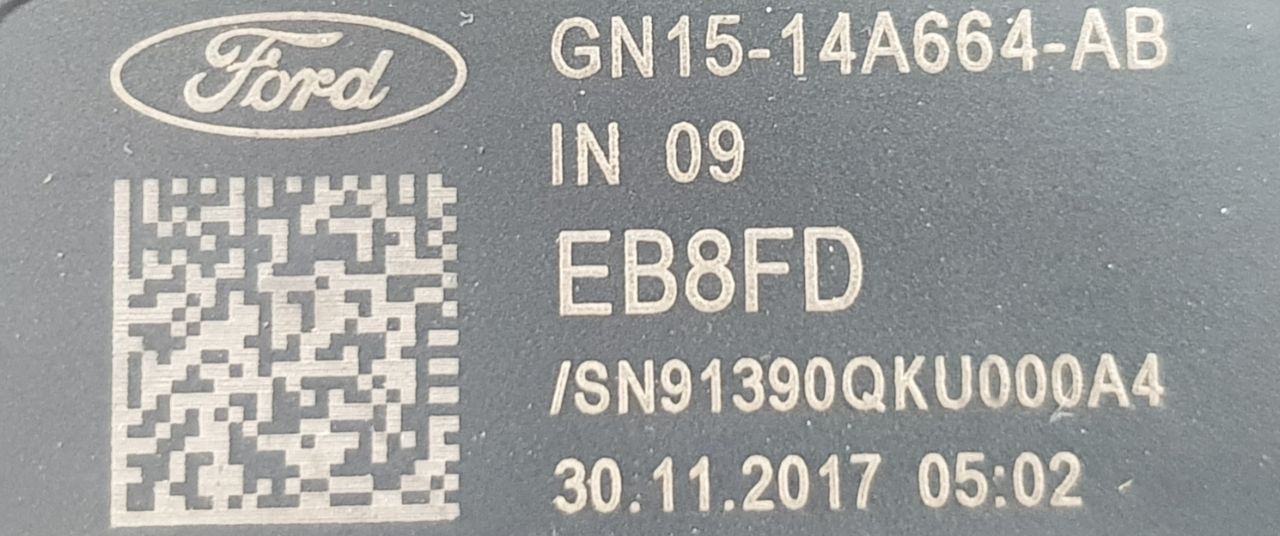 Ford
GN15-14A664-AB
IN 09
EB8FD
/SN91390QKU000A4
30.11.2017 05:02